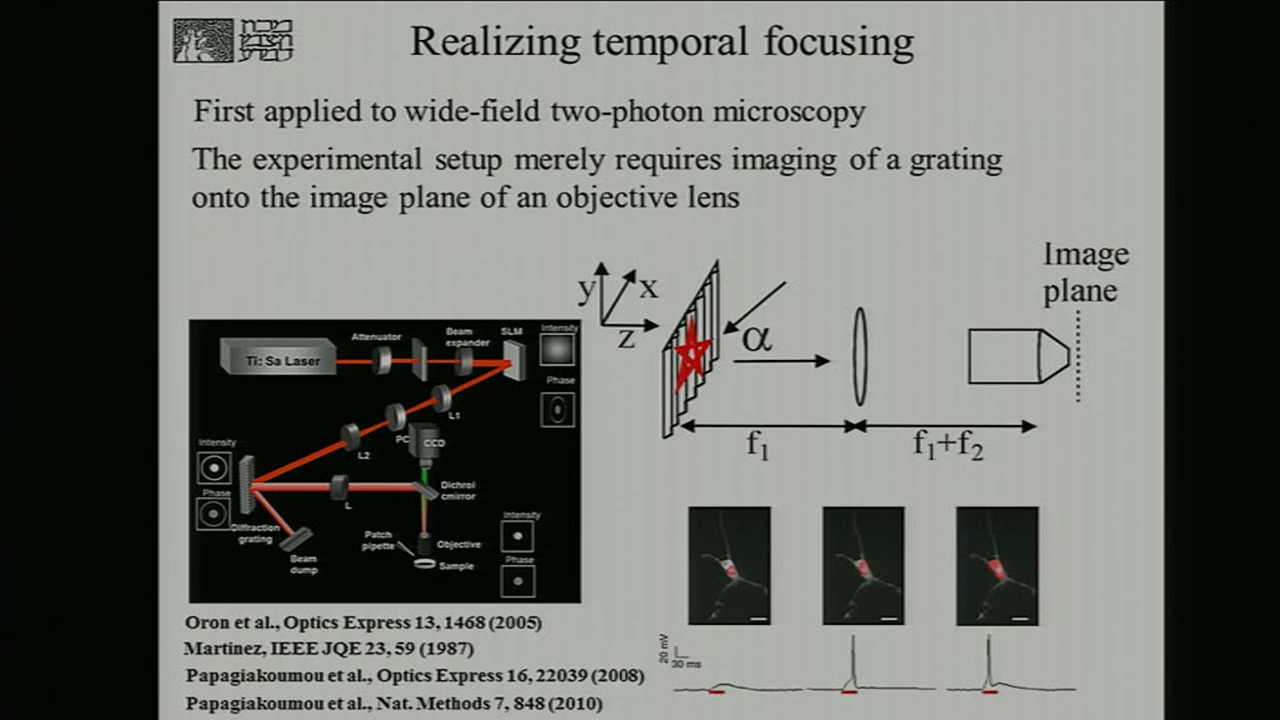 Realizing temporal focusing
First applied to wide-field two-photon microscopy
The experimental setup merely requires imaging of a grating
onto the image plane of an objective lens
Image
plane
y
x
z
α
f1
f1+f2
Ti: Sa Laser
Attenuator
Beam
expander
SLM
Intensity
Phase
L1
PC
CCD
L2
Intensity
Phase
L
Dichroi
cmirror
Diffraction
grating
Beam
dump
Patch
pipette
Objective
Sample
Intensity
Phase
20 mV
30 ms
Oron et al., Optics Express 13, 1468 (2005)
Martinez, IEEE JQE 23, 59 (1987)
Papagiakoumou et al., Optics Express 16, 22039 (2008)
Papagiakoumou et al., Nat. Methods 7, 848 (2010)